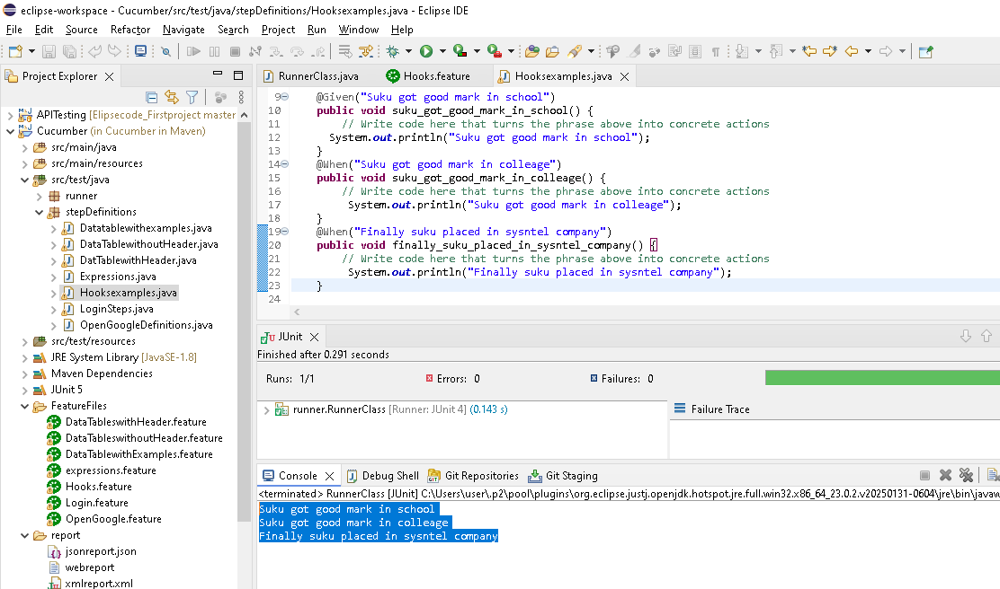 eclipse-workspace - Cucumber/src/test/java/stepDefinitions/Hooksexamples.java - Eclipse IDE
File Edit Source Refactor Navigate Search Project Run Window Help
Project Explorer
APITesting [Elipsecode_Firstproject master
Cucumber (in Cucumber in Maven)
src/main/java
src/main/resources
src/test/java
runner
stepDefinitions
Datatablewithexamples.java
DataTablewithoutHeader.java
DatTablewithHeader.java
Expressions.java
Hooksexamples.java
LoginSteps.java
OpenGoogleDefinitions.java
src/test/resources
JRE System Library [JavaSE-1.8]
Maven Dependencies
JUnit 5
FeatureFiles
DataTableswithHeader.feature
DataTableswithoutHeader.feature
DataTablewithExamples.feature
expressions.feature
Hooks.feature
Login.feature
OpenGoogle.feature
report
jsonreport.json
webreport
xmlreport.xml
RunnerClass.java Hooks.feature Hooksexamples.java
9 @Given("Suku got good mark in school")
10 public void suku_got_good_mark_in_school() {
11 // Write code here that turns the phrase above into concrete actions
12 System.out.println("Suku got good mark in school");
13 }
14 @When("Suku got good mark in colleage")
15 public void suku_got_good_mark_in_colleage() {
16 // Write code here that turns the phrase above into concrete actions
17 System.out.println("Suku got good mark in colleage");
18 }
19 @When("Finally suku placed in sysntel company")
20 public void finally_suku_placed_in_sysntel_company() {
21 // Write code here that turns the phrase above into concrete actions
22 System.out.println("Finally suku placed in sysntel company");
23 }
24
JUnit
Finished after 0.291 seconds
Runs: 1/1 Errors: 0 Failures: 0
runner.RunnerClass [Runner: JUnit 4] (0.143 s)
Failure Trace
Console Debug Shell Git Repositories Git Staging
<terminated> RunnerClass [JUnit] C:\Users\user\.p2\pool\plugins\org.eclipse.justj.openjdk.hotspot.jre.full.win32.x86_64_23.0.2.v20250131-0604\jre\bin\javaw
Suku got good mark in school
Suku got good mark in colleage
Finally suku placed in sysntel company